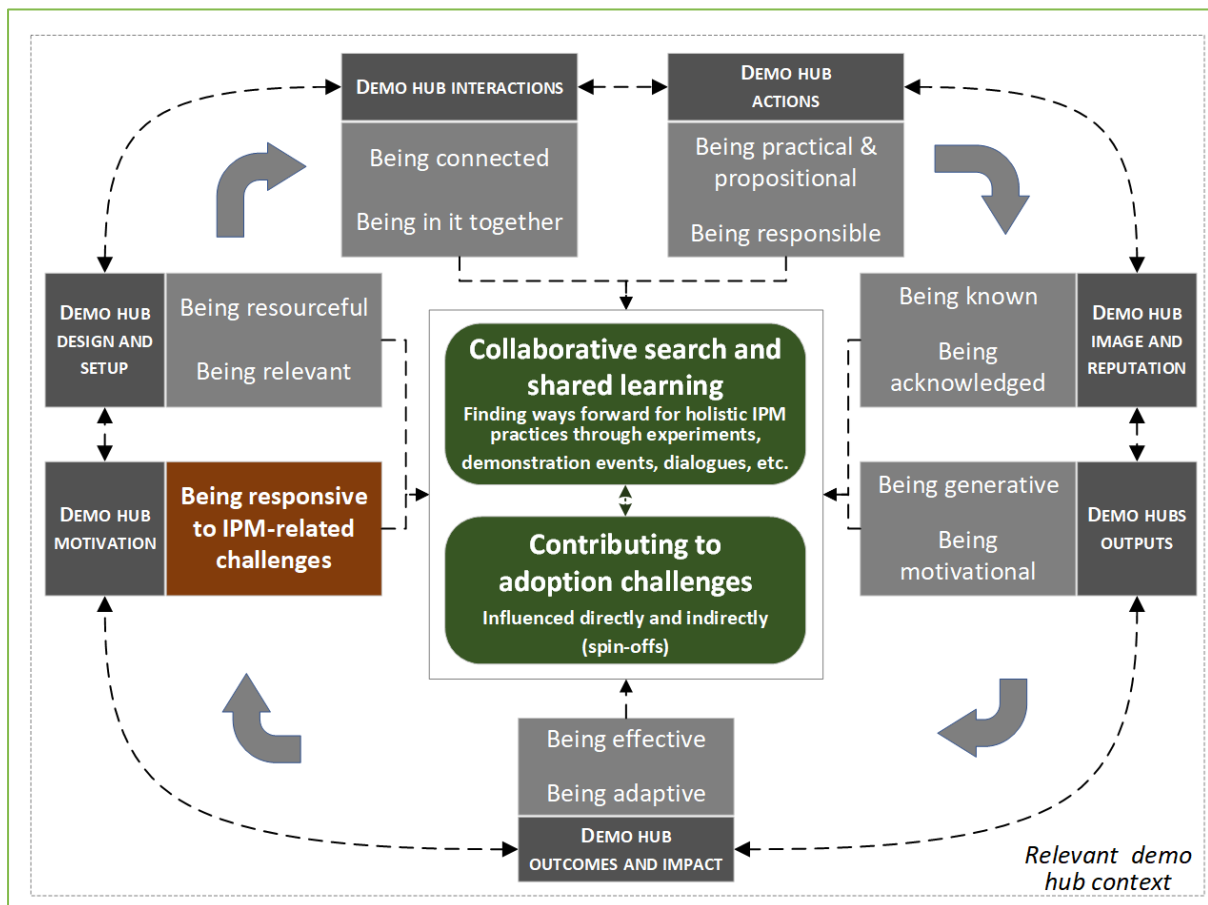 DEMO HUB INTERACTIONS
Being connected
Being in it together
DEMO HUB
ACTIONS
Being practical &
propositional
Being responsible
DEMO HUB
DESIGN AND
SETUP
Being resourceful
Being relevant
Collaborative search and
shared learning
Finding ways forward for holistic IPM
practices through experiments,
demonstration events, dialogues, etc.
Being known
Being
acknowledged
DEMO HUB
IMAGE AND
REPUTATION
DEMO HUB
MOTIVATION
Being responsive
to IPM-related
challenges
Contributing to
adoption challenges
Influenced directly and indirectly
(spin-offs)
Being generative
Being
motivational
DEMO HUBS
OUTPUTS
Being effective
Being adaptive
DEMO HUB
OUTCOMES AND IMPACT
Relevant demo
hub context